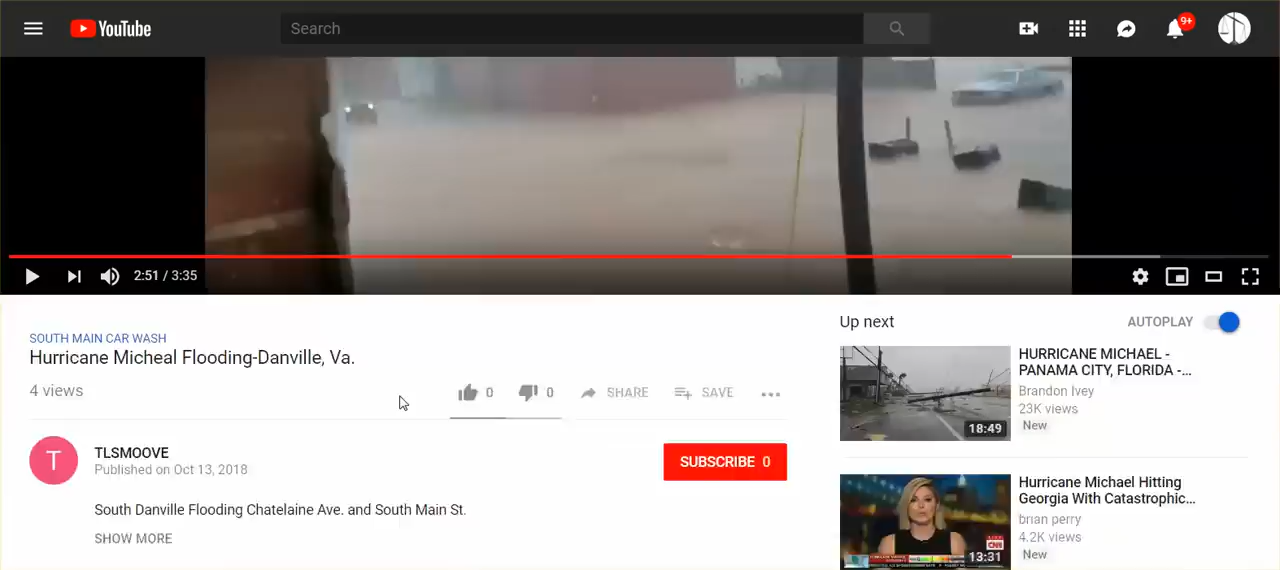 YouTube
Search
9+
2:51 / 3:35
SOUTH MAIN CAR WASH
Hurricane Micheal Flooding-Danville, Va.
4 views
0
0
SHARE
SAVE
TLSMOOVE
Published on Oct 13, 2018
SUBSCRIBE 0
South Danville Flooding Chatelaine Ave. and South Main St.
SHOW MORE
Up next
AUTOPLAY
HURRICANE MICHAEL -
PANAMA CITY, FLORIDA -...
Brandon Ivey
23K views
New
18:49
Hurricane Michael Hitting
Georgia With Catastrophic...
brian perry
4.2K views
New
CNN
13:31
T